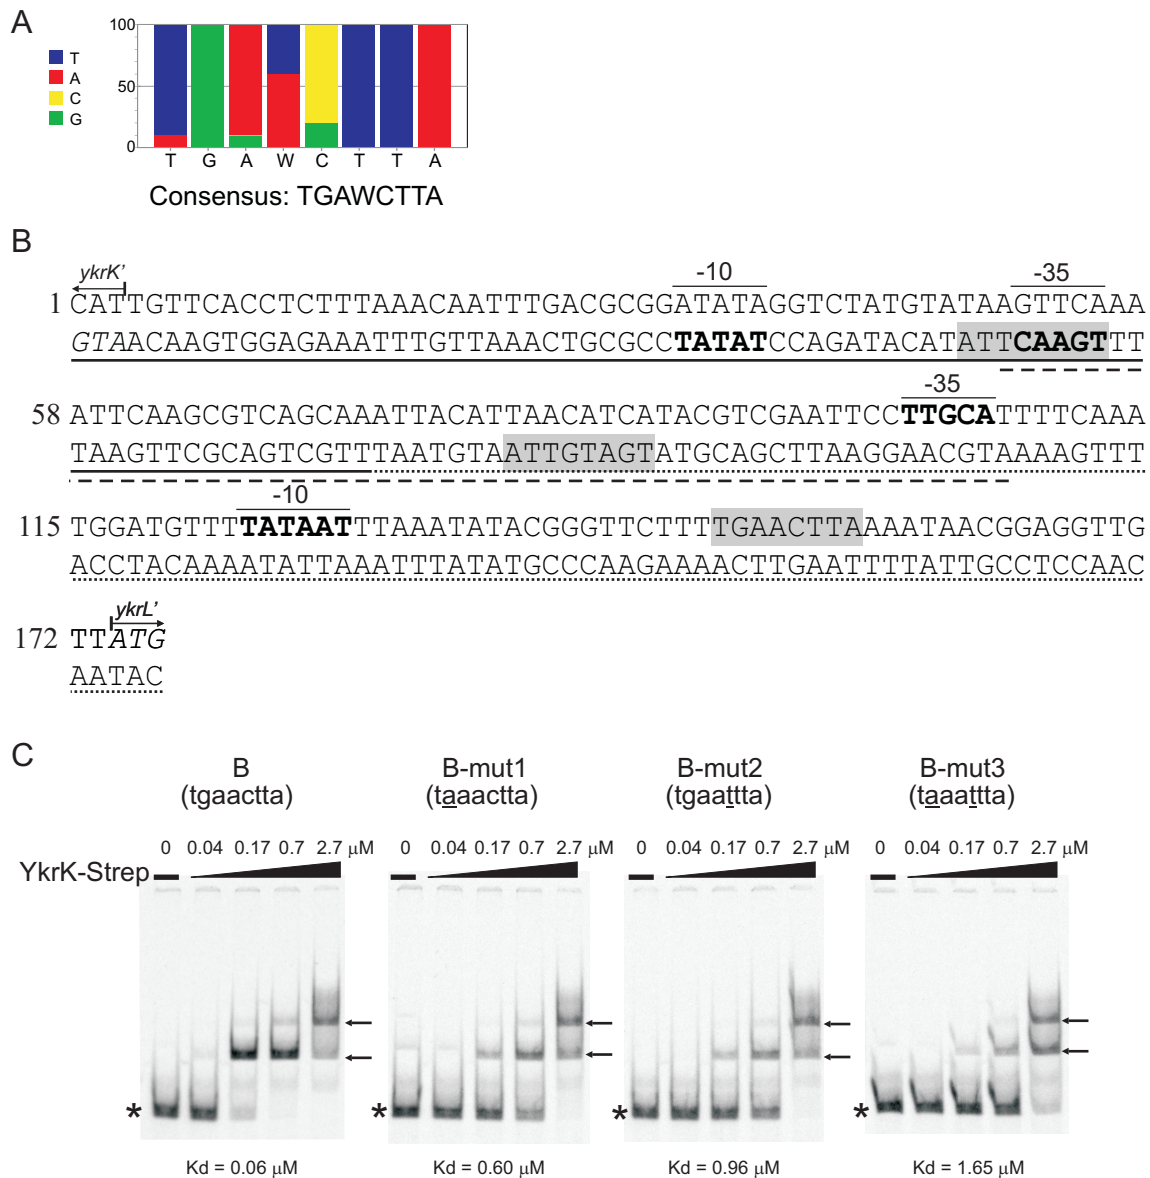 A
100
50
0
T
A
C
G
T G A W C T T A
Consensus: TGAWCTTA
B
ykrK' -10 -35
1 CATTGTTCACCTCTTTAAACAATTTGACGCGGATATAGGTCTATGTATAAGTTCAAA
GTAACAAGTGGAGAAATTTGTTAAACTGCGCCTATATCCAGATACATATTCAAGTTT
-35
58 ATTCAAGCGTCAGCAAATTACATTAACATCATACGTCGAATTCCTTGCATTTTCAAA
TAAGTTCGCAGTCGTTTAATGTAATTGTAGTATGCAGCTTAAGGAACGTAAAAGTTT
-10
115 TGGATGTTTTATAATTTAAATATACGGGTTCTTTTGAACTTAAAATAACGGAGGTTG
ACCTACAAAATATTAAATTTATATGCCCAAGAAAACTTGAATTTTATTGCCTCCAAC
ykrL'
172 TTATG
AATAC
C
B B-mut1 B-mut2 B-mut3
(tgaactta) (taaactta) (tgaattta) (taaattta)
0 0.04 0.17 0.7 2.7 μM 0 0.04 0.17 0.7 2.7 μM 0 0.04 0.17 0.7 2.7 μM 0 0.04 0.17 0.7 2.7 μM
YkrK-Strep
* * * *
Kd = 0.06 μM Kd = 0.60 μM Kd = 0.96 μM Kd = 1.65 μM